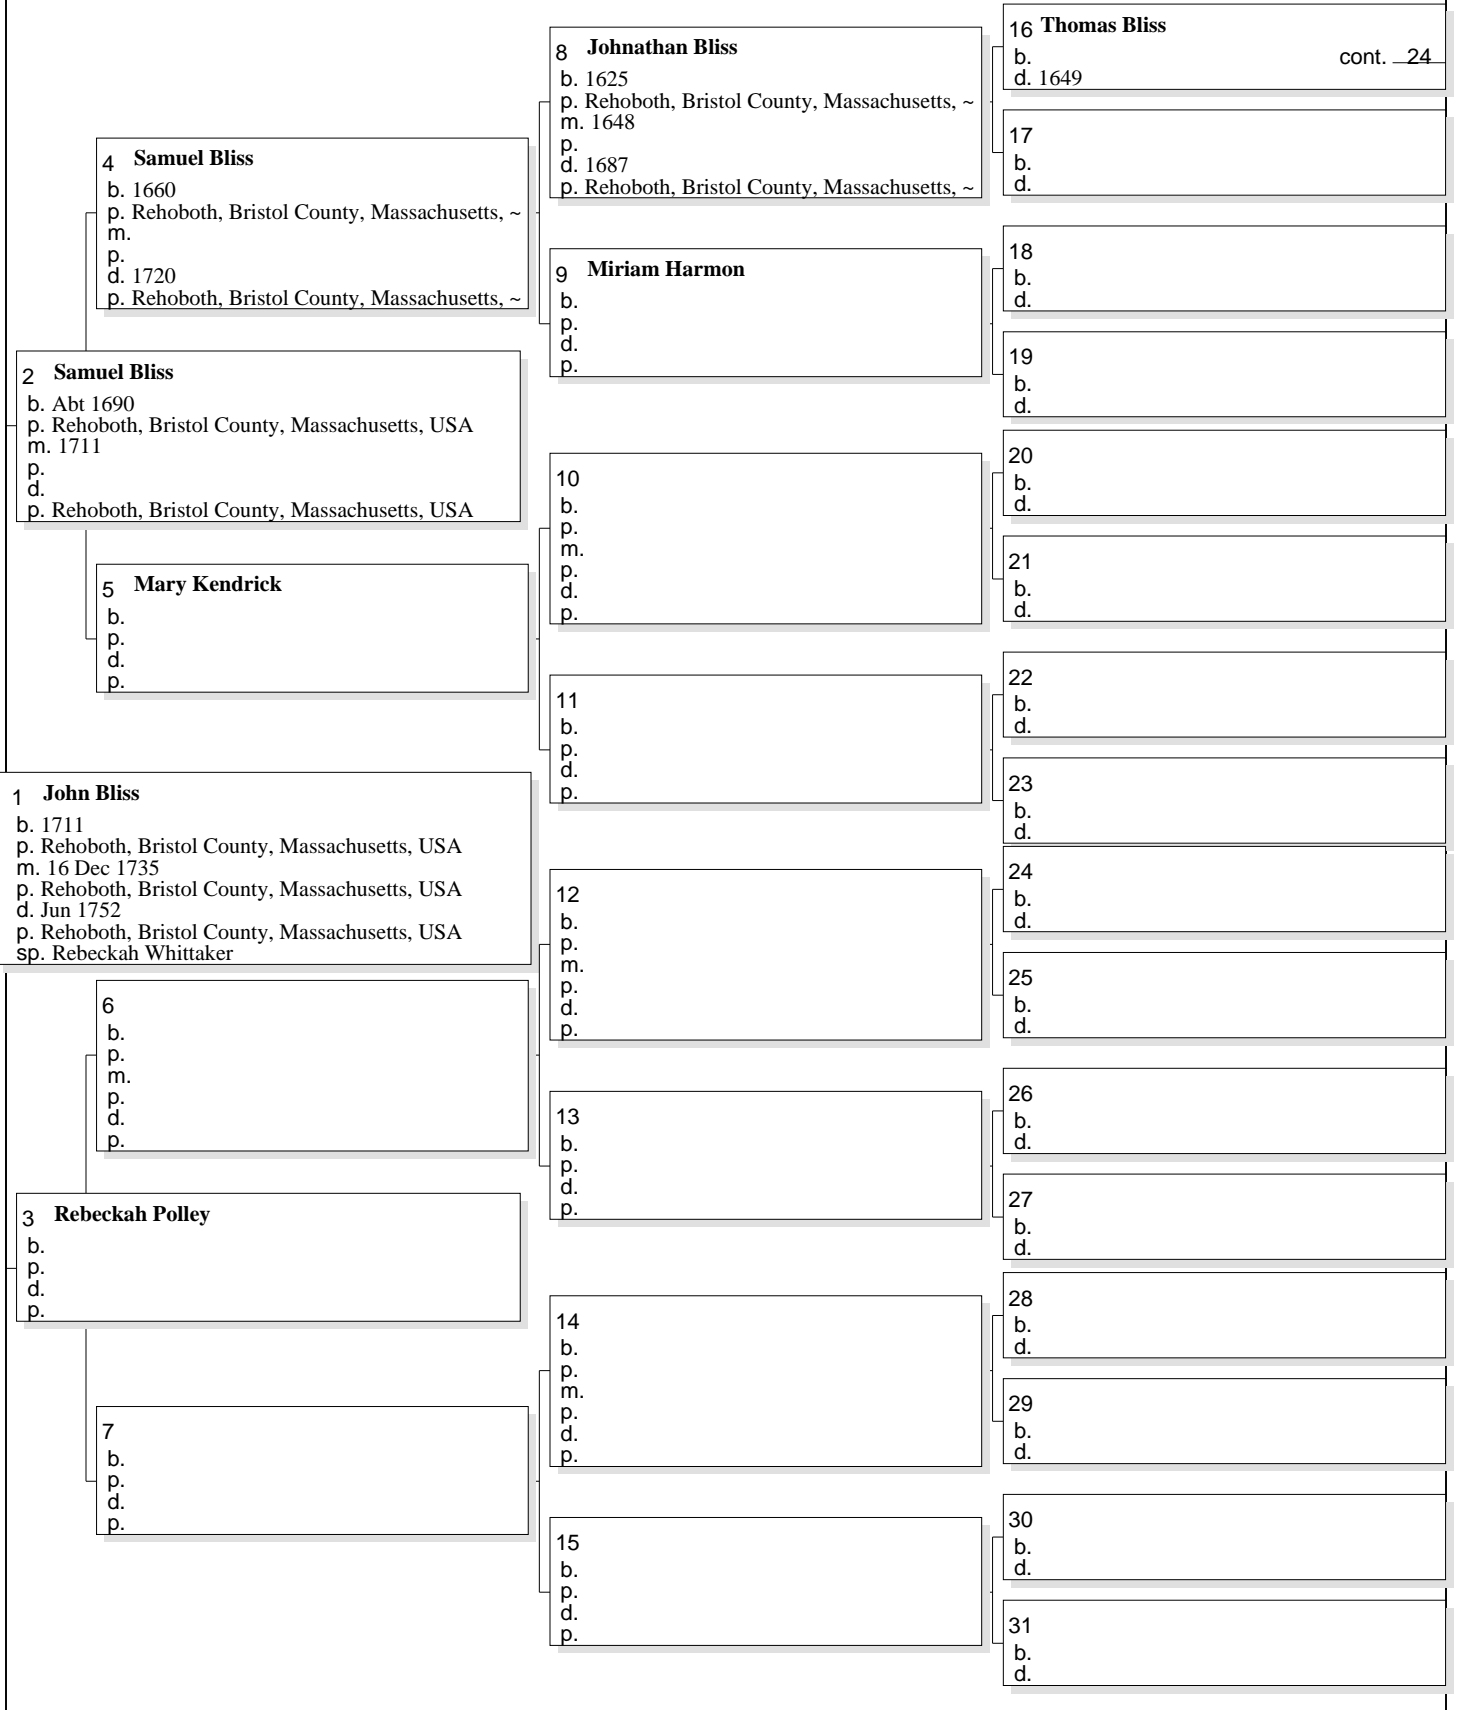 16 Thomas Bliss
b. cont. 24
d. 1649
8 Johnathan Bliss
b. 1625
p. Rehoboth, Bristol County, Massachusetts, ~
m. 1648
p.
d. 1687
p. Rehoboth, Bristol County, Massachusetts, ~
17
b.
d.
4 Samuel Bliss
b. 1660
p. Rehoboth, Bristol County, Massachusetts, ~
m.
p.
d. 1720
p. Rehoboth, Bristol County, Massachusetts, ~
18
b.
d.
9 Miriam Harmon
b.
p.
d.
p.
19
b.
d.
2 Samuel Bliss
b. Abt 1690
p. Rehoboth, Bristol County, Massachusetts, USA
m. 1711
p.
d.
p. Rehoboth, Bristol County, Massachusetts, USA
20
b.
d.
10
b.
p.
m.
p.
d.
p.
21
b.
d.
5 Mary Kendrick
b.
p.
d.
p.
22
b.
d.
11
b.
p.
d.
p.
23
b.
d.
1 John Bliss
b. 1711
p. Rehoboth, Bristol County, Massachusetts, USA
m. 16 Dec 1735
p. Rehoboth, Bristol County, Massachusetts, USA
d. Jun 1752
p. Rehoboth, Bristol County, Massachusetts, USA
sp. Rebeckah Whittaker
24
b.
d.
12
b.
p.
m.
p.
d.
p.
25
b.
d.
6
b.
p.
m.
p.
d.
p.
26
b.
d.
13
b.
p.
d.
p.
27
b.
d.
3 Rebeckah Polley
b.
p.
d.
p.
28
b.
d.
14
b.
p.
m.
p.
d.
p.
29
b.
d.
7
b.
p.
d.
p.
30
b.
d.
15
b.
p.
d.
p.
31
b.
d.